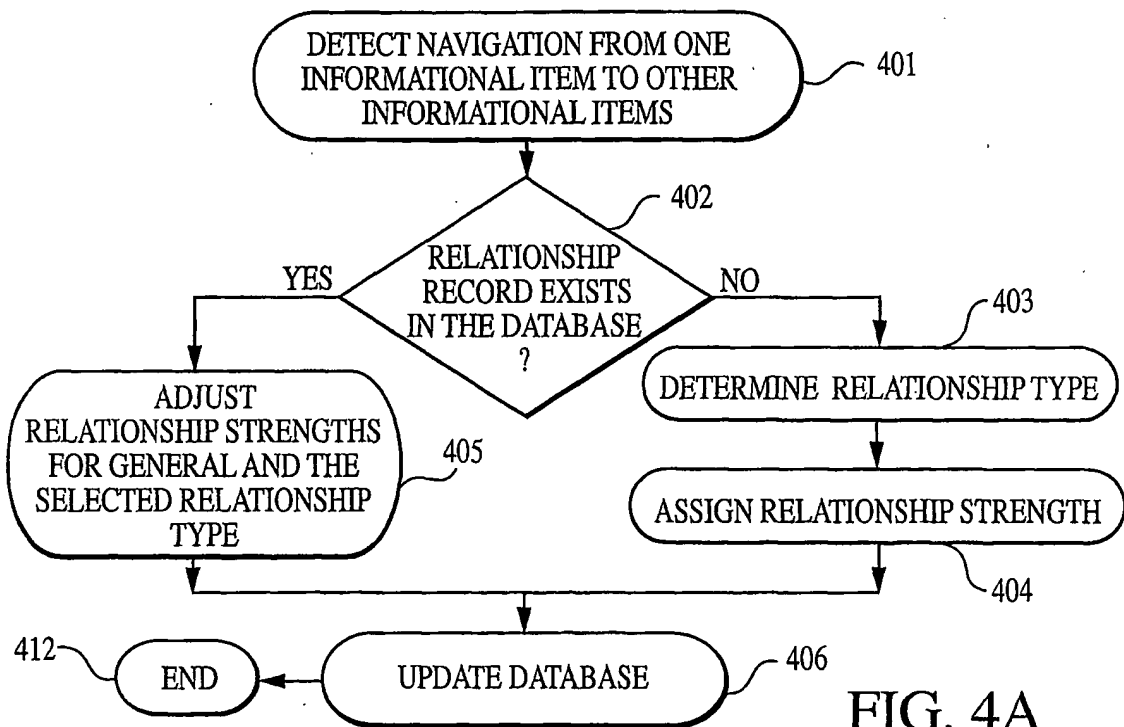 DETECT NAVIGATION FROM ONE
INFORMATIONAL ITEM TO OTHER
INFORMATIONAL ITEMS
401
402
RELATIONSHIP
RECORD EXISTS
IN THE DATABASE
?
YES
NO
403
DETERMINE RELATIONSHIP TYPE
ADJUST
RELATIONSHIP STRENGTHS
FOR GENERAL AND THE
SELECTED RELATIONSHIP
TYPE
405
ASSIGN RELATIONSHIP STRENGTH
404
412
END
UPDATE DATABASE
406
FIG. 4A